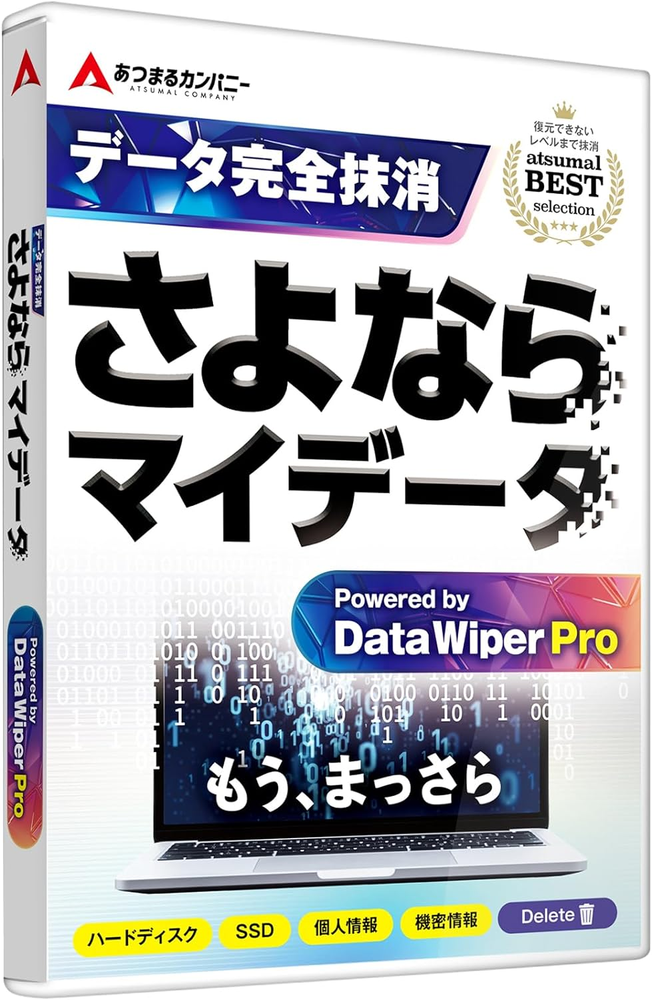 あつまるカンパニー
ATSUMAL COMPANY
データ完全抹消
復元できない
レベルまで抹消
atsumal
BEST
selection
さよなら
マイデータ
Powered by
DataWiper Pro
もう、まっさら
ハードディスク
SSD
個人情報
機密情報
Delete
データ完全抹消
さよなら マイデータ
Powered by
DataWiper Pro